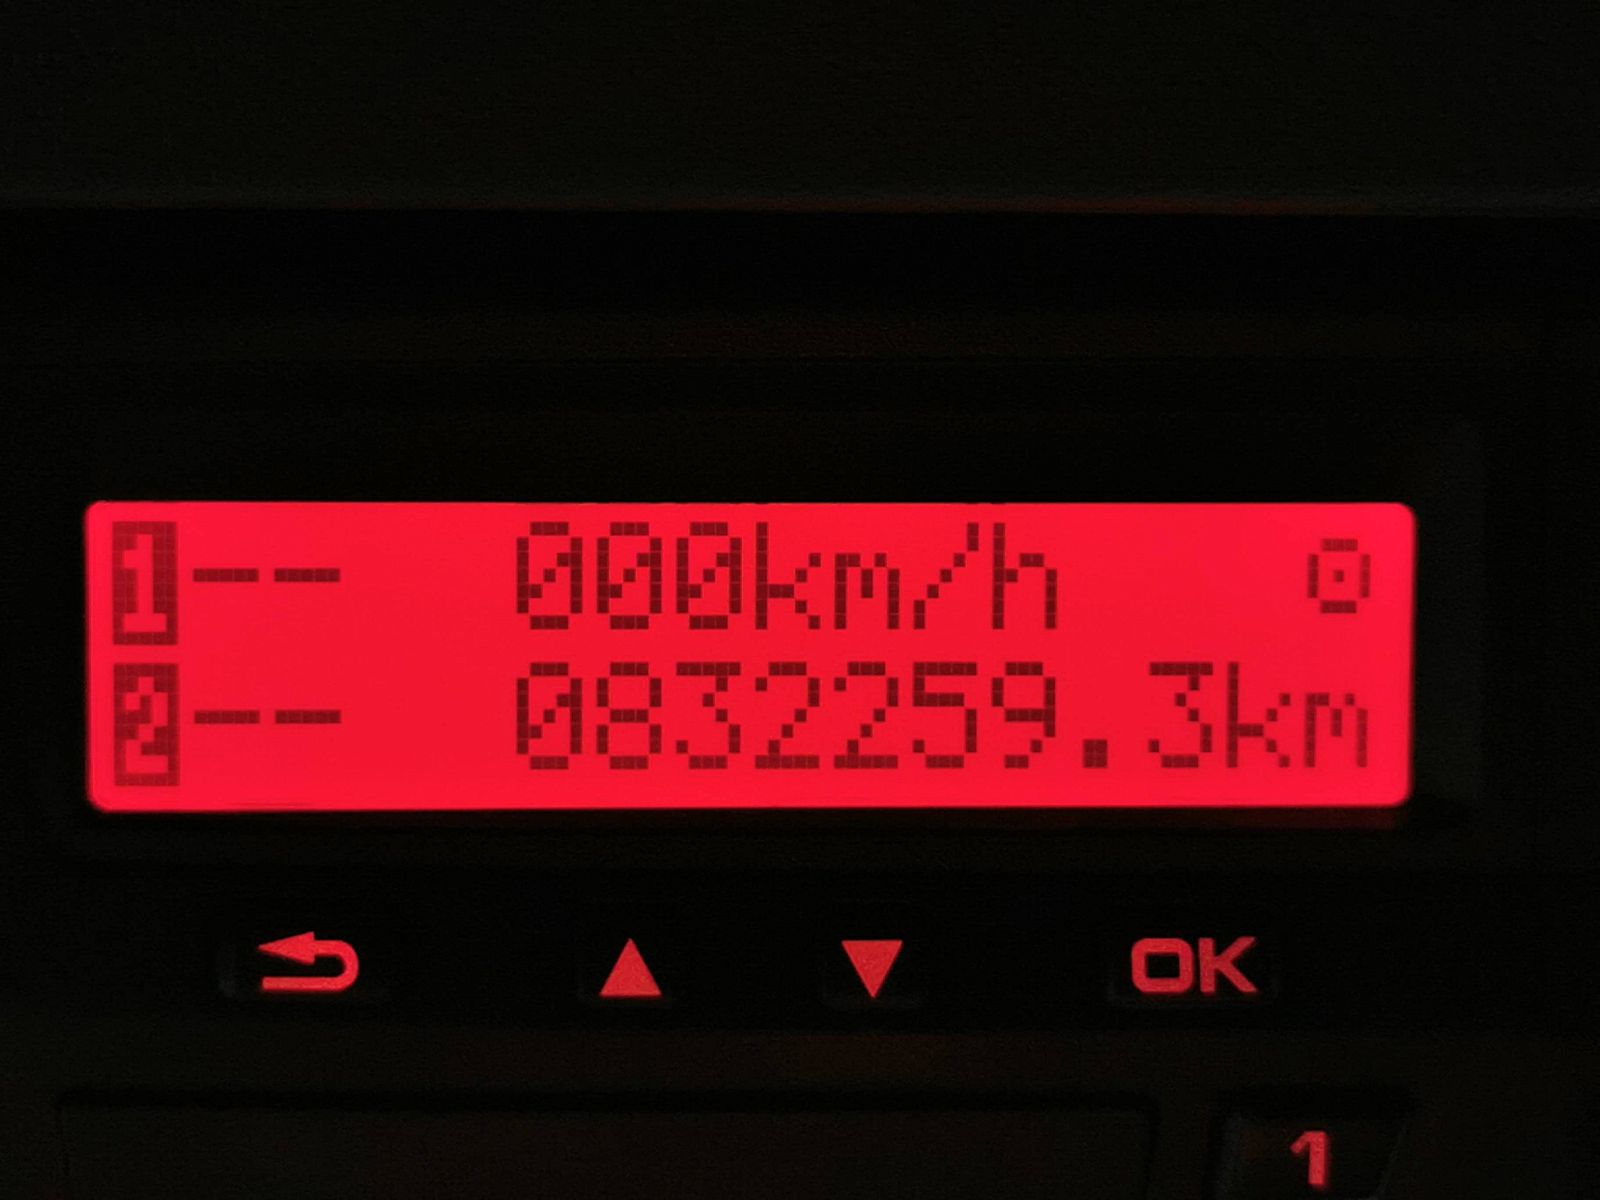 1-- 000km/h ⊙
2-- 0832259.3km
OK
1